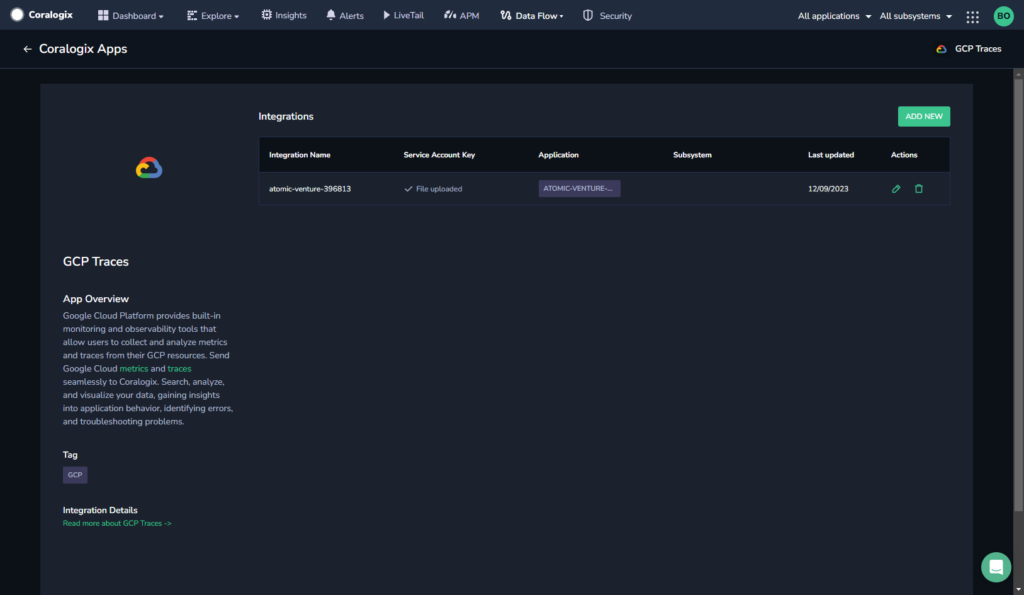 Coralogix Dashboard Explore Insights Alerts LiveTail APM Data Flow Security All applications All subsystems BO
← Coralogix Apps GCP Traces
Integrations ADD NEW
Integration Name Service Account Key Application Subsystem Last updated Actions
atomic-venture-396813 File uploaded ATOMIC-VENTURE-... 12/09/2023
GCP Traces
App Overview
Google Cloud Platform provides built-in
monitoring and observability tools that
allow users to collect and analyze metrics
and traces from their GCP resources. Send
Google Cloud metrics and traces
seamlessly to Coralogix. Search, analyze,
and visualize your data, gaining insights
into application behavior, identifying errors,
and troubleshooting problems.
Tag
GCP
Integration Details
Read more about GCP Traces ->